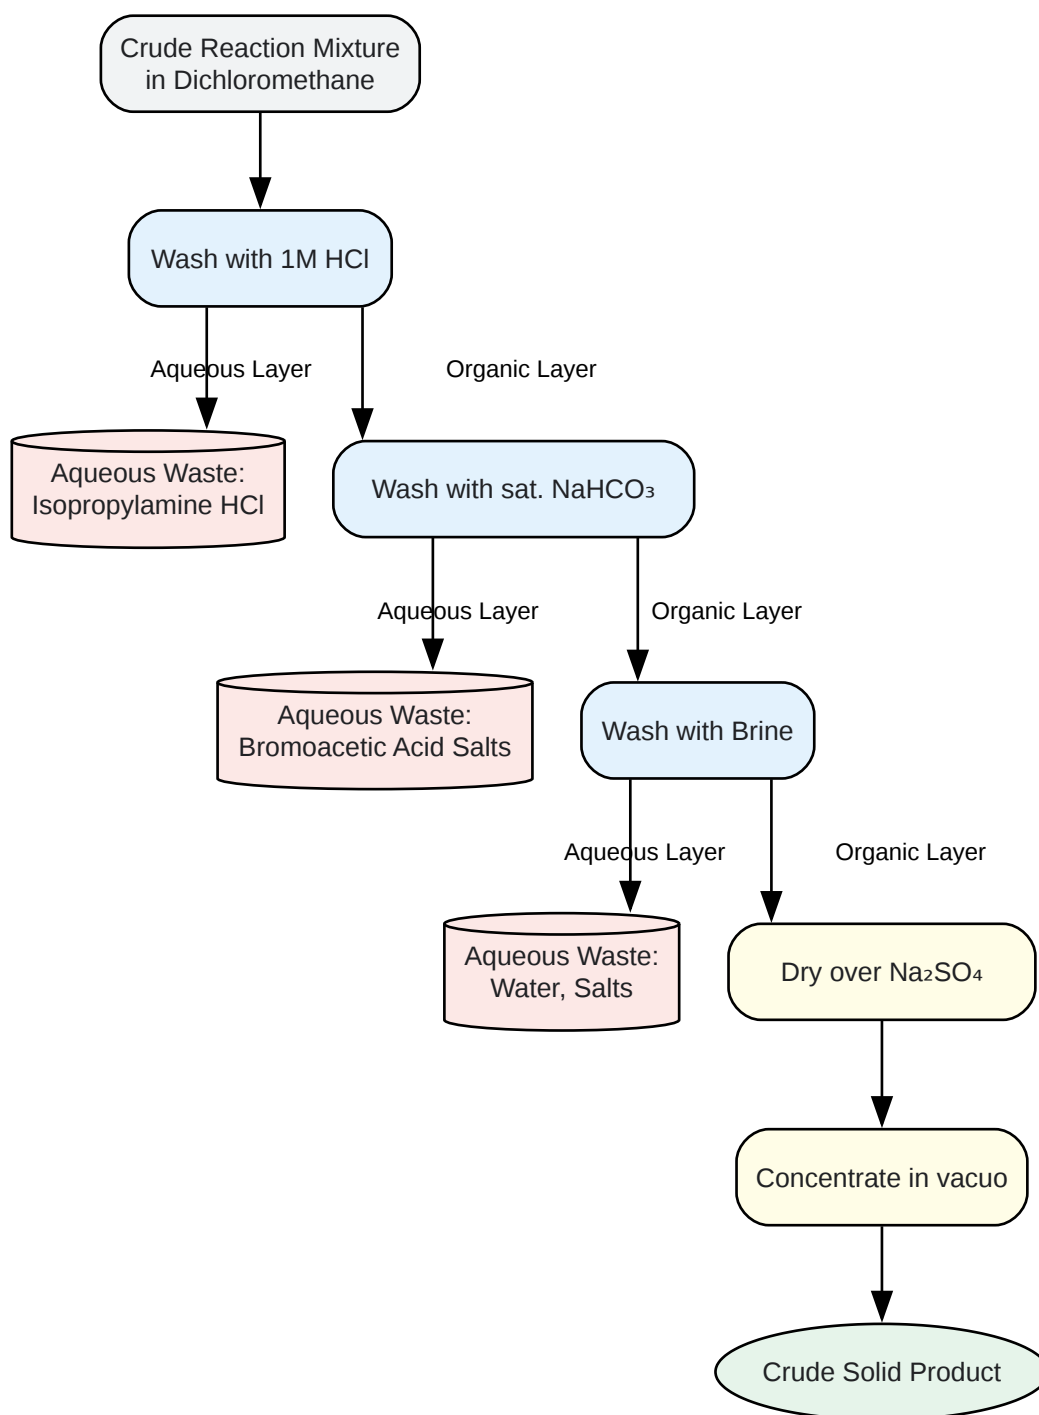 Crude Reaction Mixture
in Dichloromethane
Wash with 1M HCl
Aqueous Layer
Organic Layer
Aqueous Waste:
Isopropylamine HCl
Wash with sat. NaHCO₃
Aqueous Layer
Organic Layer
Aqueous Waste:
Bromoacetic Acid Salts
Wash with Brine
Aqueous Layer
Organic Layer
Aqueous Waste:
Water, Salts
Dry over Na₂SO₄
Concentrate in vacuo
Crude Solid Product